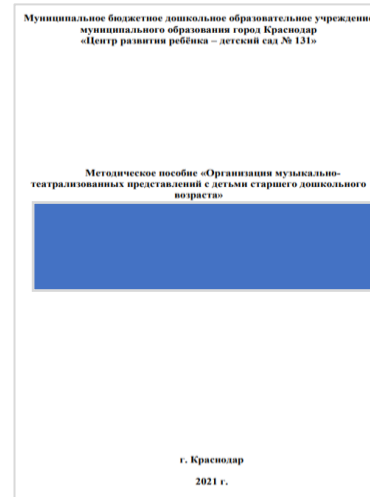 Муниципальное бюджетное дошкольное образовательное учреждение
муниципального образования город Краснодар
«Центр развития ребёнка – детский сад № 131»
Методическое пособие «Организация музыкально-
театрализованных представлений с детьми старшего дошкольного
возраста»
г. Краснодар
2021 г.